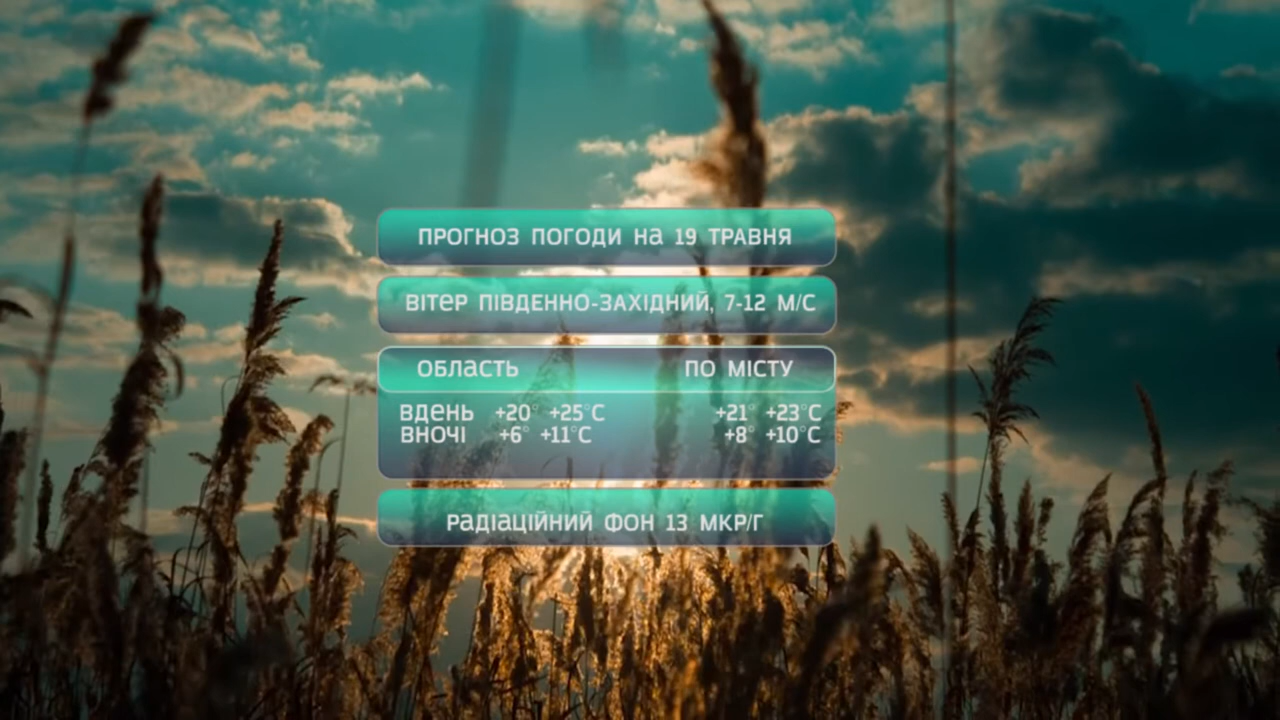 ПРОГНОЗ ПОГОДИ На 19 ТРАВНЯ
ВІТЕР ПІВДЕННО-ЗАХІДНИЙ, 7-12 М/С
ОБЛаСТЬ ПО МІСТУ
ВДЕНЬ +20° +25°С +21° +23°С
ВНОЧІ +6° +11°С +8° +10°С
РаДІаЦІЙНИЙ ФОН 13 МКР/Г